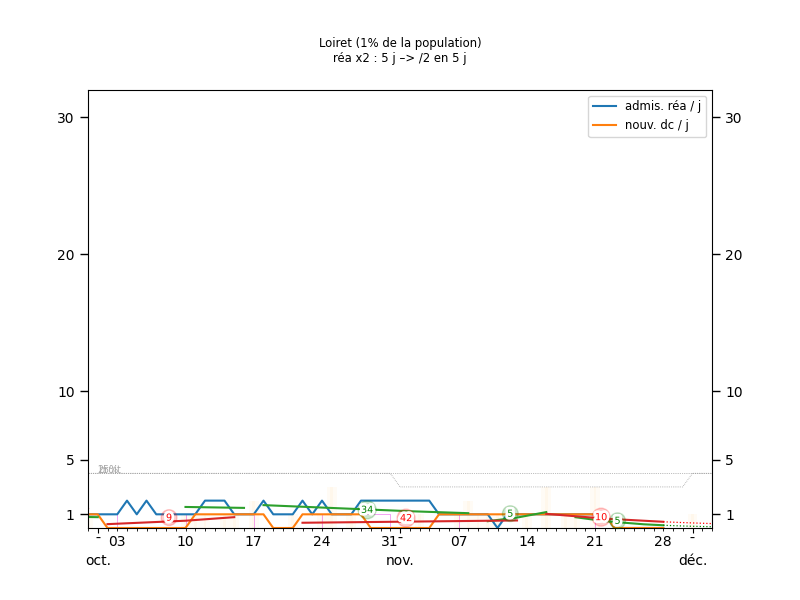 Loiret (1% de la population)
réa x2 : 5 j –> /2 en 5 j
admis. réa / j
nouv. dc / j
30 30
20 20
10 10
5 5
1 1
9 34 42 5 10 5
- 03 10 17 24 31 - 07 14 21 28 -
oct. nov. déc.